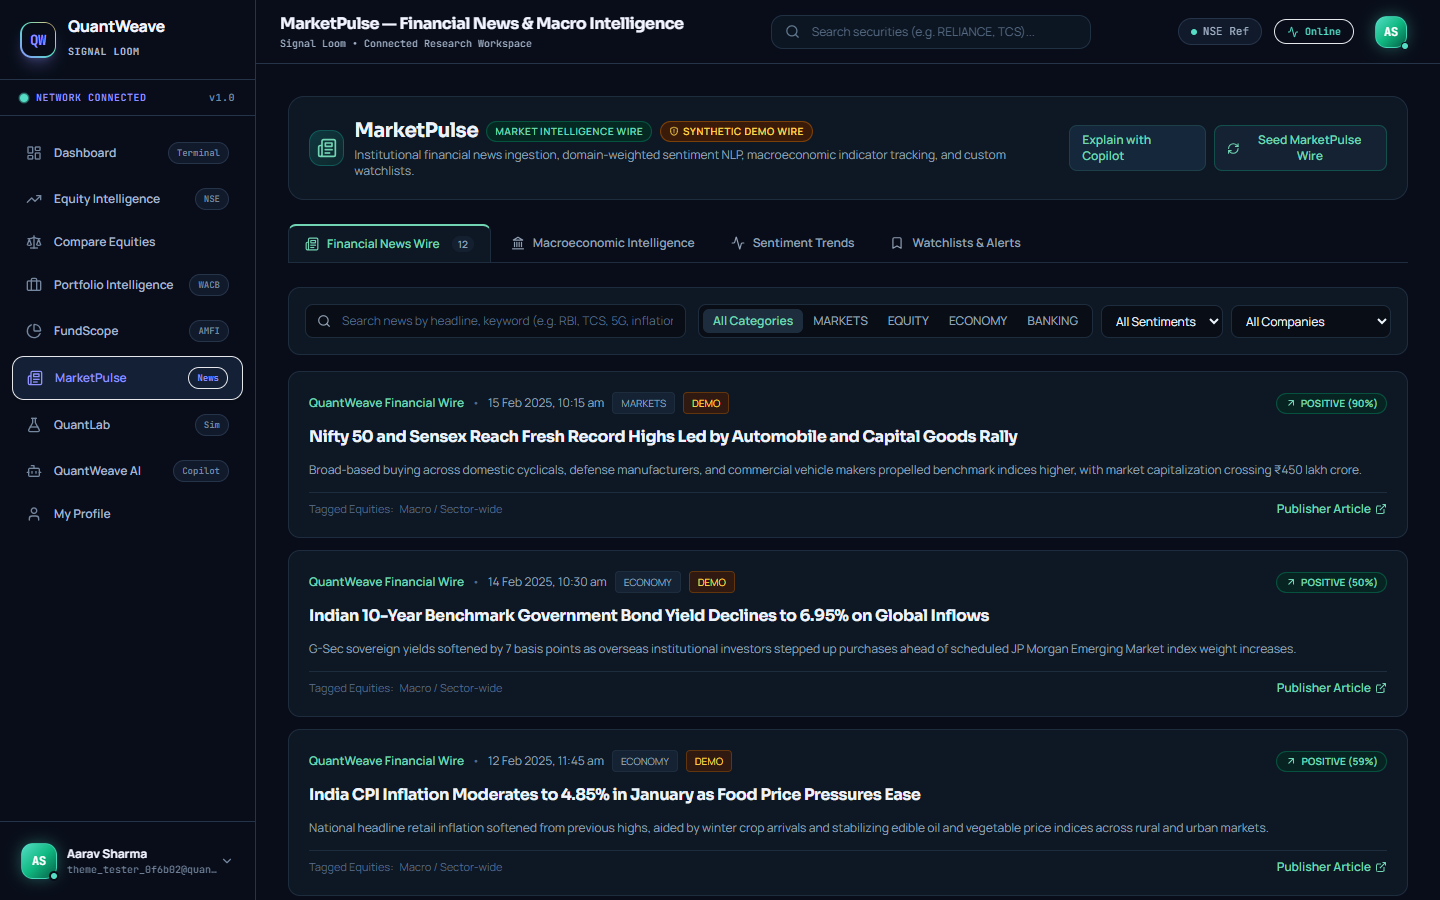 QW
QuantWeave
SIGNAL LOOM
NETWORK CONNECTED
v1.0
Dashboard
Terminal
Equity Intelligence
NSE
Compare Equities
Portfolio Intelligence
WACB
FundScope
AMFI
MarketPulse
News
QuantLab
Sim
QuantWeave AI
Copilot
My Profile
AS
Aarav Sharma
theme_tester_0f6b02@quan…
MarketPulse — Financial News & Macro Intelligence
Signal Loom • Connected Research Workspace
Search securities (e.g. RELIANCE, TCS)...
NSE Ref
Online
AS
MarketPulse
MARKET INTELLIGENCE WIRE
SYNTHETIC DEMO WIRE
Institutional financial news ingestion, domain-weighted sentiment NLP, macroeconomic indicator tracking, and custom
watchlists.
Explain with
Copilot
Seed MarketPulse
Wire
Financial News Wire 12
Macroeconomic Intelligence
Sentiment Trends
Watchlists & Alerts
Search news by headline, keyword (e.g. RBI, TCS, 5G, inflation
All Categories
MARKETS
EQUITY
ECONOMY
BANKING
All Sentiments
All Companies
QuantWeave Financial Wire • 15 Feb 2025, 10:15 am MARKETS DEMO
POSITIVE (90%)
Nifty 50 and Sensex Reach Fresh Record Highs Led by Automobile and Capital Goods Rally
Broad-based buying across domestic cyclicals, defense manufacturers, and commercial vehicle makers propelled benchmark indices higher, with market capitalization crossing ₹450 lakh crore.
Tagged Equities: Macro / Sector-wide
Publisher Article
QuantWeave Financial Wire • 14 Feb 2025, 10:30 am ECONOMY DEMO
POSITIVE (50%)
Indian 10-Year Benchmark Government Bond Yield Declines to 6.95% on Global Inflows
G-Sec sovereign yields softened by 7 basis points as overseas institutional investors stepped up purchases ahead of scheduled JP Morgan Emerging Market index weight increases.
Tagged Equities: Macro / Sector-wide
Publisher Article
QuantWeave Financial Wire • 12 Feb 2025, 11:45 am ECONOMY DEMO
POSITIVE (59%)
India CPI Inflation Moderates to 4.85% in January as Food Price Pressures Ease
National headline retail inflation softened from previous highs, aided by winter crop arrivals and stabilizing edible oil and vegetable price indices across rural and urban markets.
Tagged Equities: Macro / Sector-wide
Publisher Article